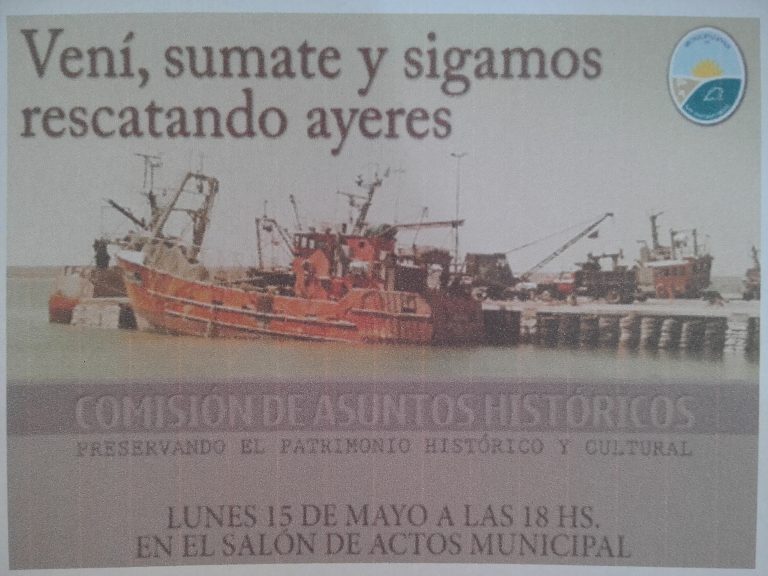 Vení, sumate y sigamos
rescatando ayeres
COMISIÓN DE ASUNTOS HISTÓRICOS
PRESERVANDO EL PATRIMONIO HISTÓRICO Y CULTURAL
LUNES 15 DE MAYO A LAS 18 HS.
EN EL SALÓN DE ACTOS MUNICIPAL